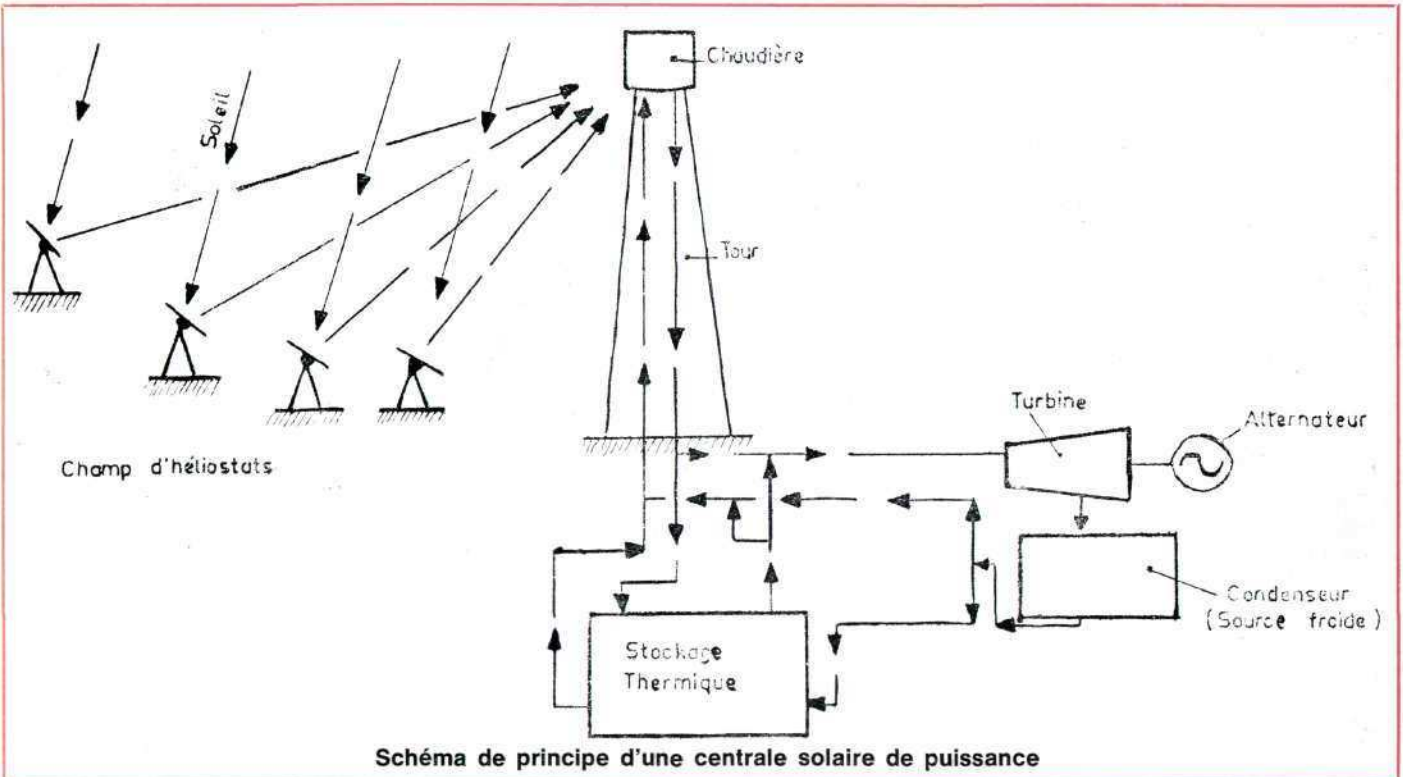 Chaudière
Soleil
Tour
Turbine
Alternateur
Champ d'héliostats
Condenseur
(Source froide)
Stockage
Thermique
Schéma de principe d'une centrale solaire de puissance